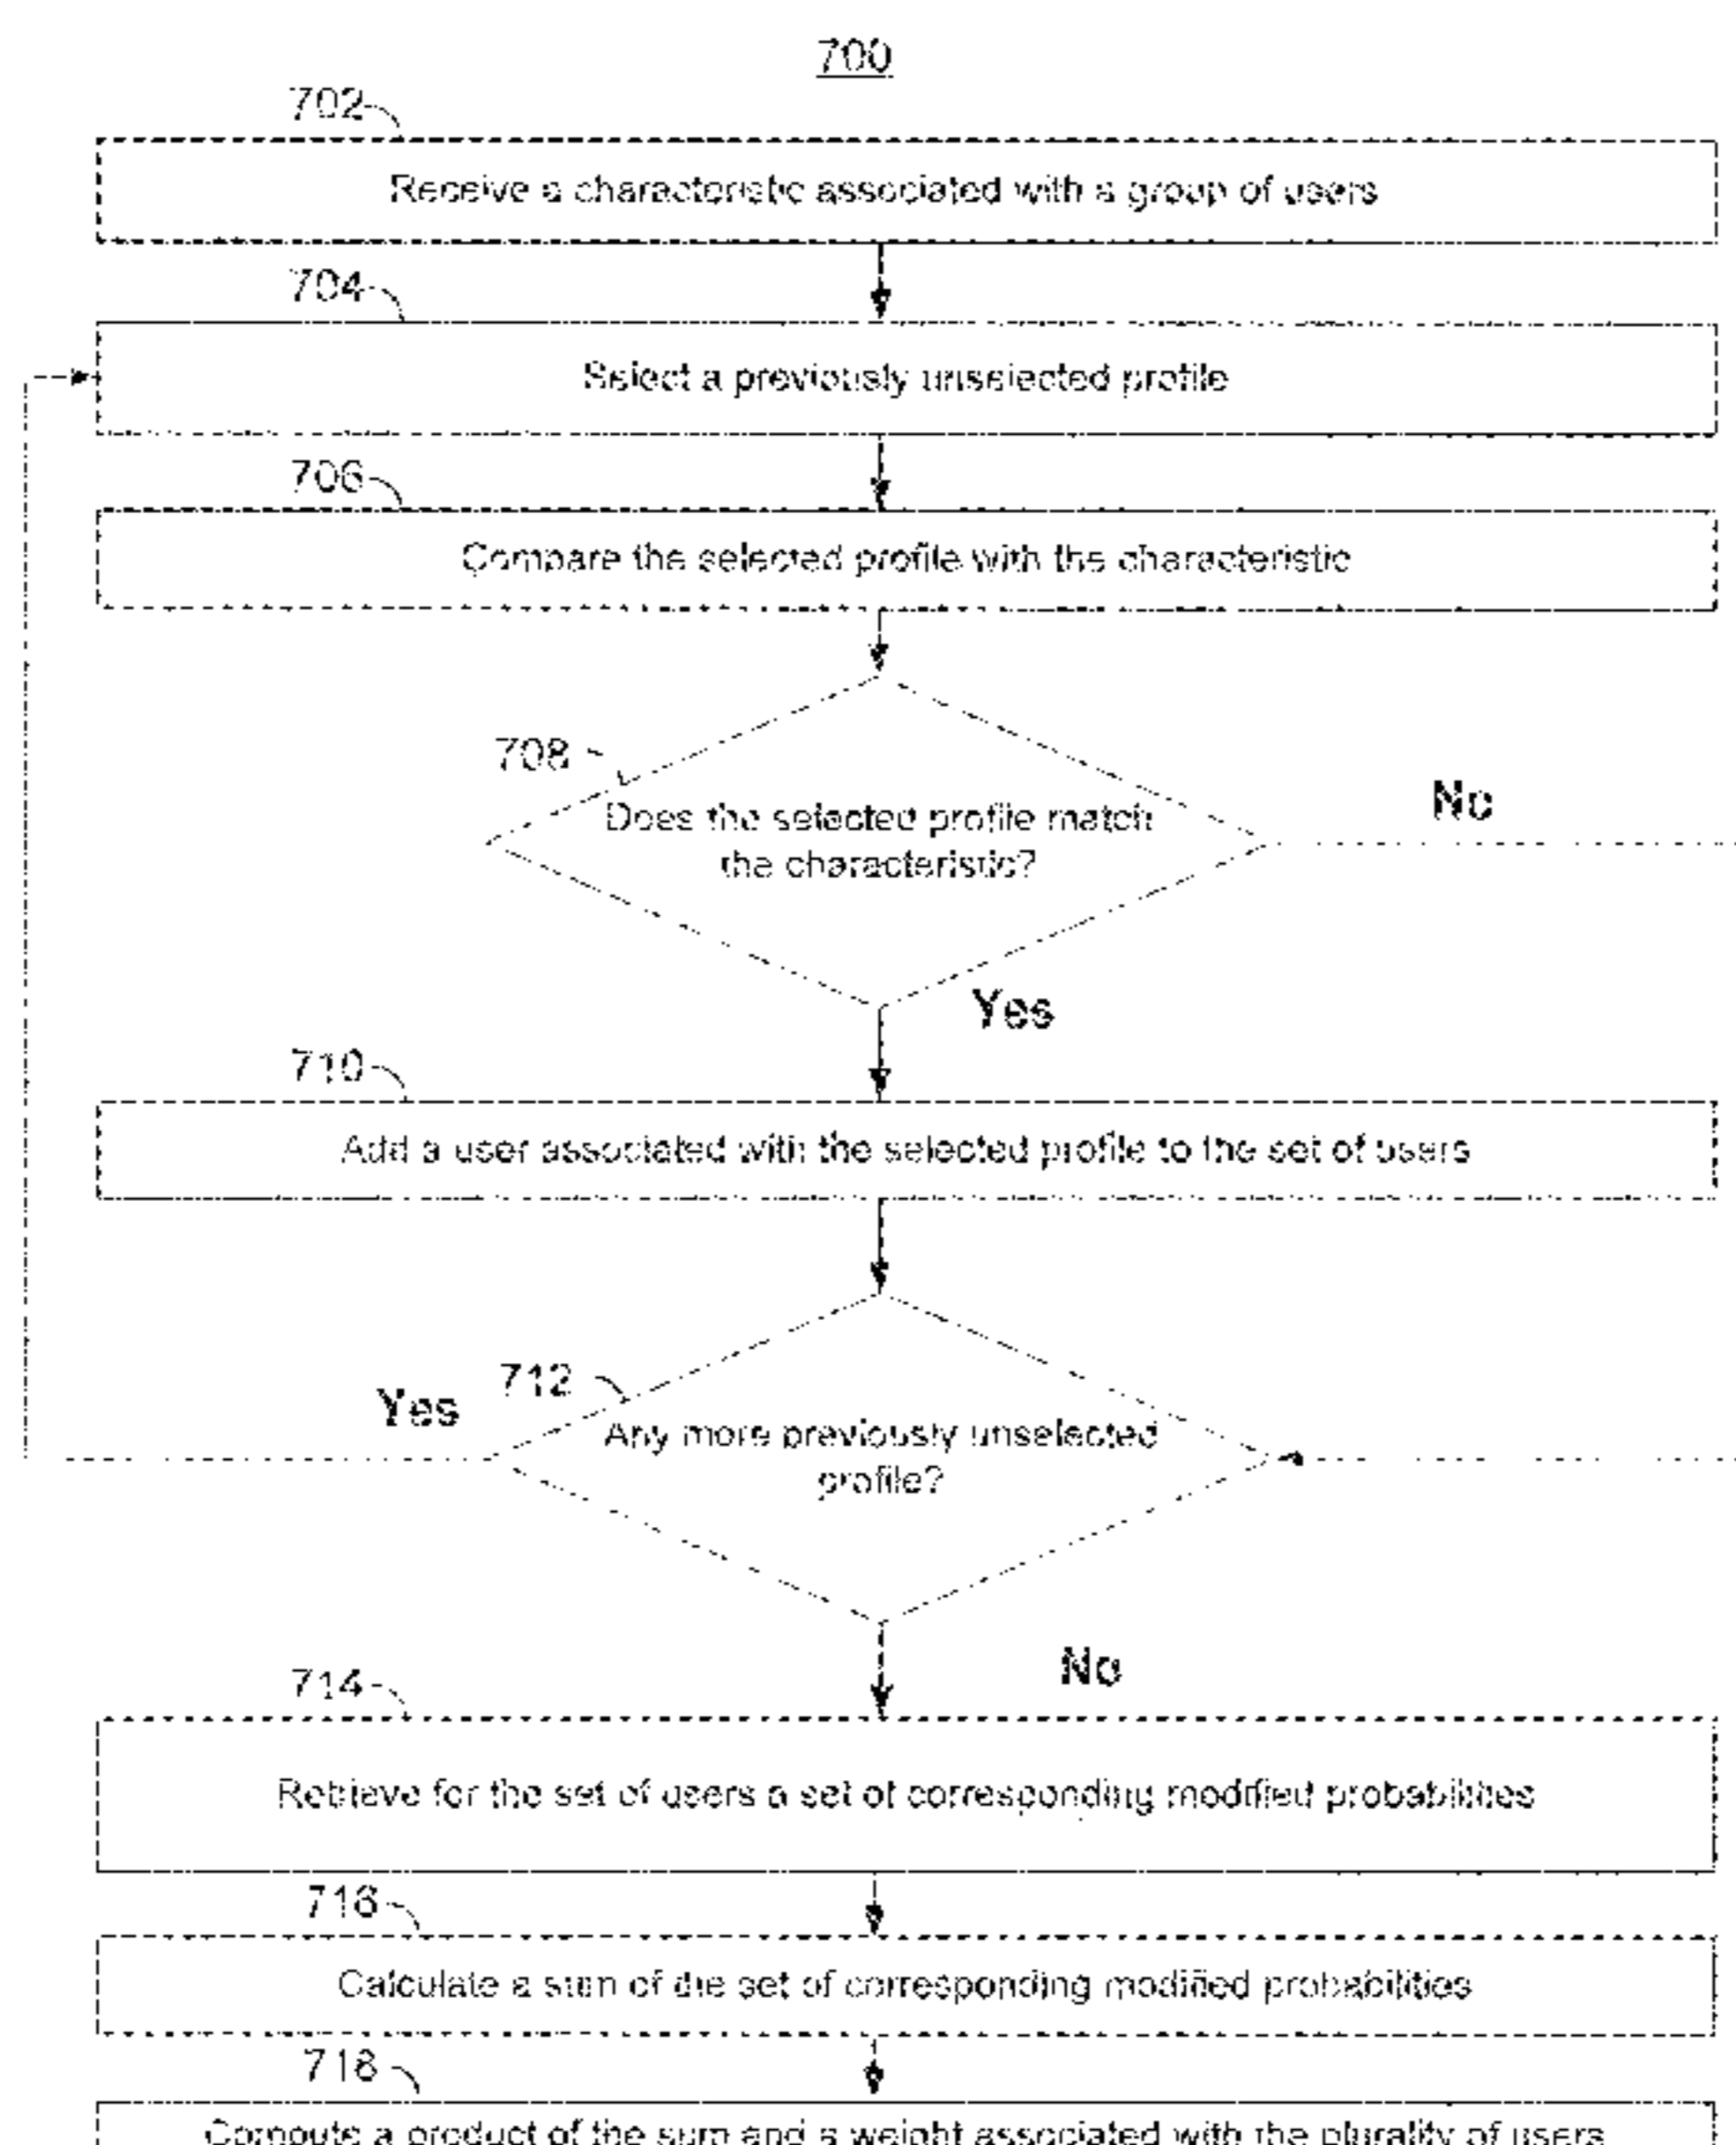 700
702
Receive a characteristic associated with a group of users
704
Select a previously unselected profile
706
Compare the selected profile with the characteristic
708
Does the selected profile match
the characteristic?
No
Yes
710
Add a user associated with the selected profile to the set of users
712
Yes
Any more previously unselected
profile?
No
714
Retrieve for the set of users a set of corresponding modified probabilities
716
Calculate a sum of the set of corresponding modified probabilities
718
Compute a product of the sum and a weight associated with the plurality of users